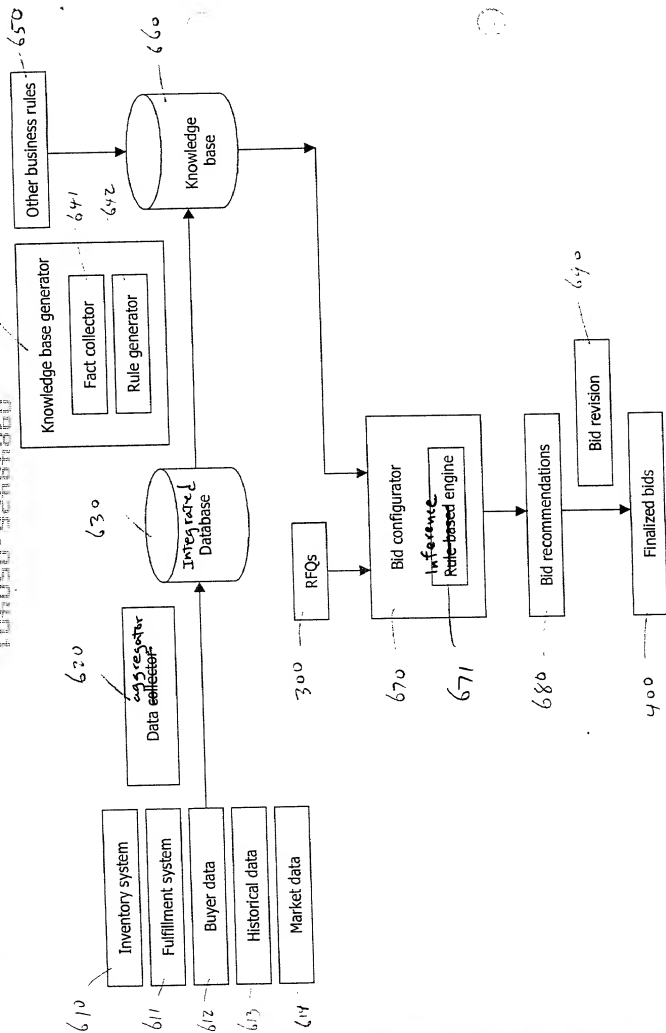 610
Inventory system
611
Fulfillment system
612
Buyer data
613
Historical data
614
Market data
620
aggregator
Data collector
630
Integrated
Database
Knowledge base generator
Fact collector
641
Rule generator
642
Other business rules
650
Knowledge
base
660
300
RFQs
Bid configurator
670
Inference
Rule-based engine
671
680
Bid recommendations
Bid revision
690
400
Finalized bids